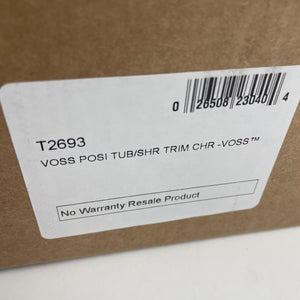 0 26508 23040 4
T2693
VOSS POSI TUB/SHR TRIM CHR -VOSS™
No Warranty Resale Product